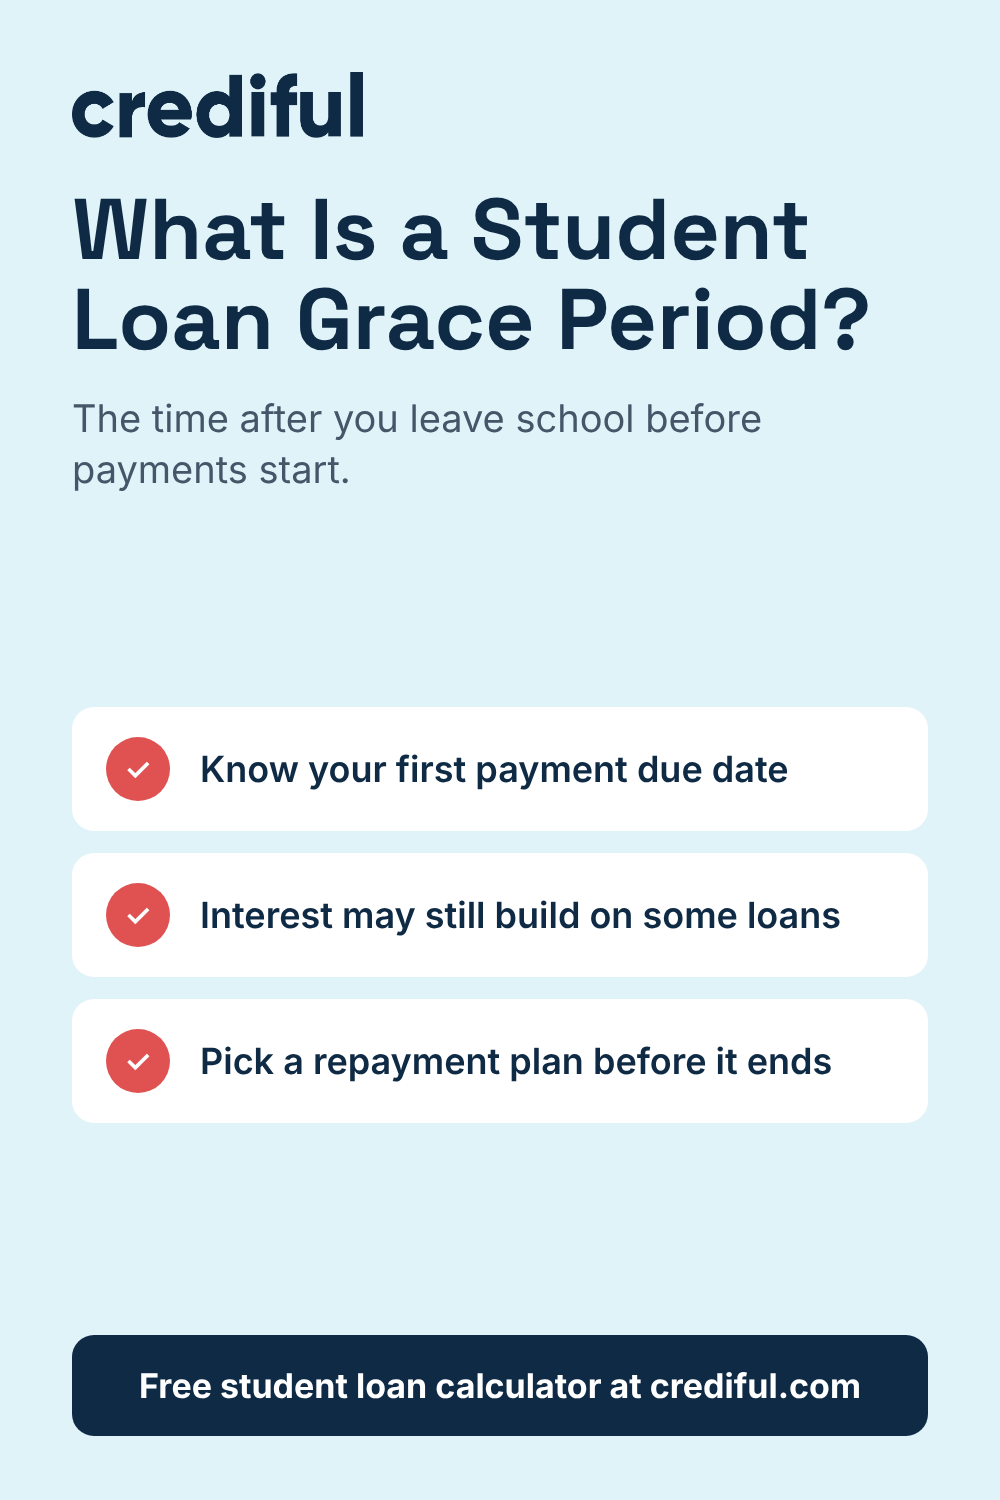 crediful
What Is a Student
Loan Grace Period?
The time after you leave school before
payments start.
Know your first payment due date
Interest may still build on some loans
Pick a repayment plan before it ends
Free student loan calculator at crediful.com